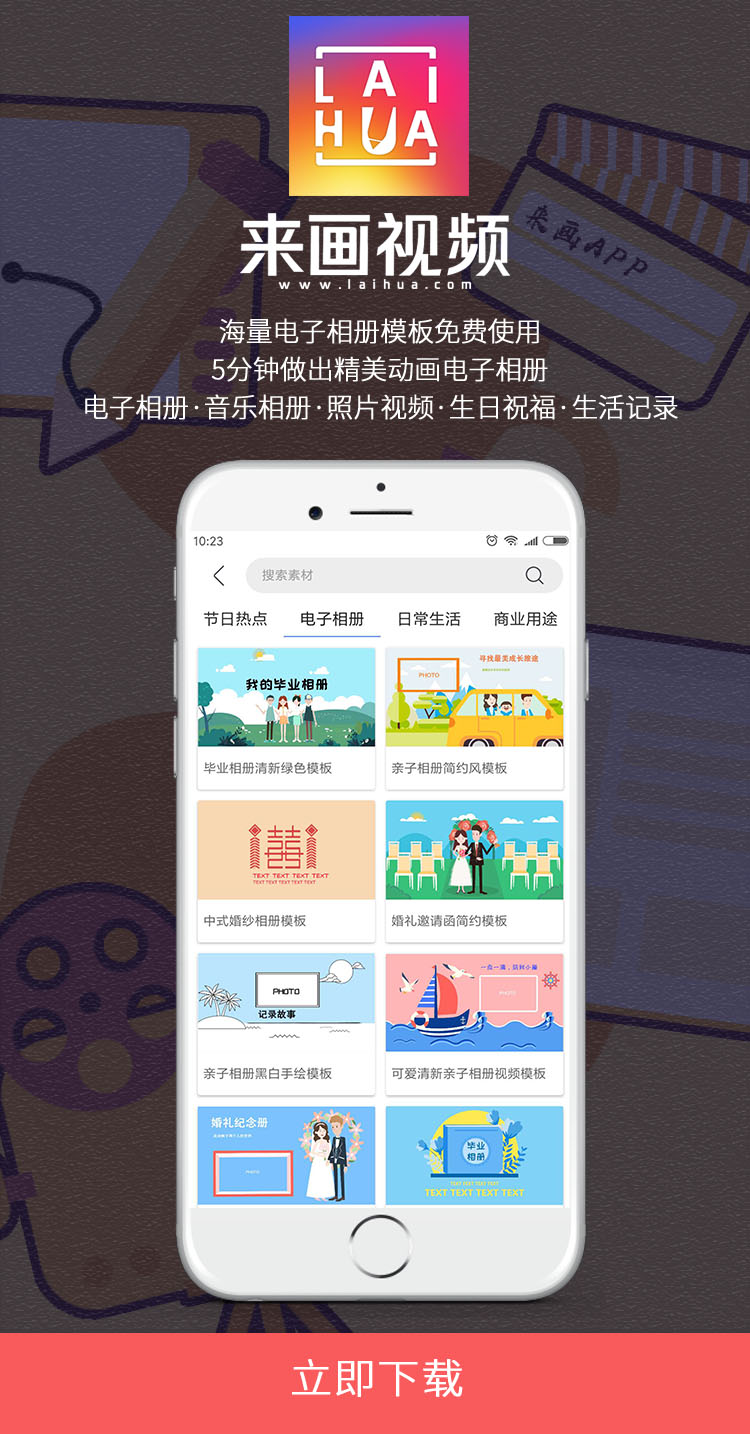 LAI
HUA
来画APP
来画视频
www.laihua.com
海量电子相册模板免费使用
5分钟做出精美动画电子相册
电子相册·音乐相册·照片视频·生日祝福·生活记录
10:23
搜索素材
节日热点 电子相册 日常生活 商业用途
我的毕业相册
毕业相册清新绿色模板
寻找最美成长旅途
PHOTO
亲子相册简约风模板
囍
TEXT TEXT TEXT TEXT
TEXT TEXT TEXT TEXT TEXT
中式婚纱相册模板
婚礼邀请函简约模板
PHOTO
记录故事
亲子相册黑白手绘模板
一点一滴，回到小巢
PHOTO
可爱清新亲子相册视频模板
婚礼纪念册
PHOTO
毕业
相册
TEXT TEXT TEXT TEXT
TEXT TEXT TEXT TEXT
立即下载